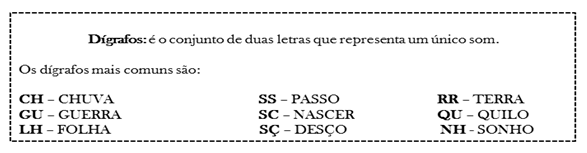 Dígrafos: é o conjunto de duas letras que representa um único som.
Os dígrafos mais comuns são:
CH – CHUVA SS – PASSO RR – TERRA
GU – GUERRA SC – NASCER QU – QUILO
LH – FOLHA SÇ – DESÇO NH - SONHO